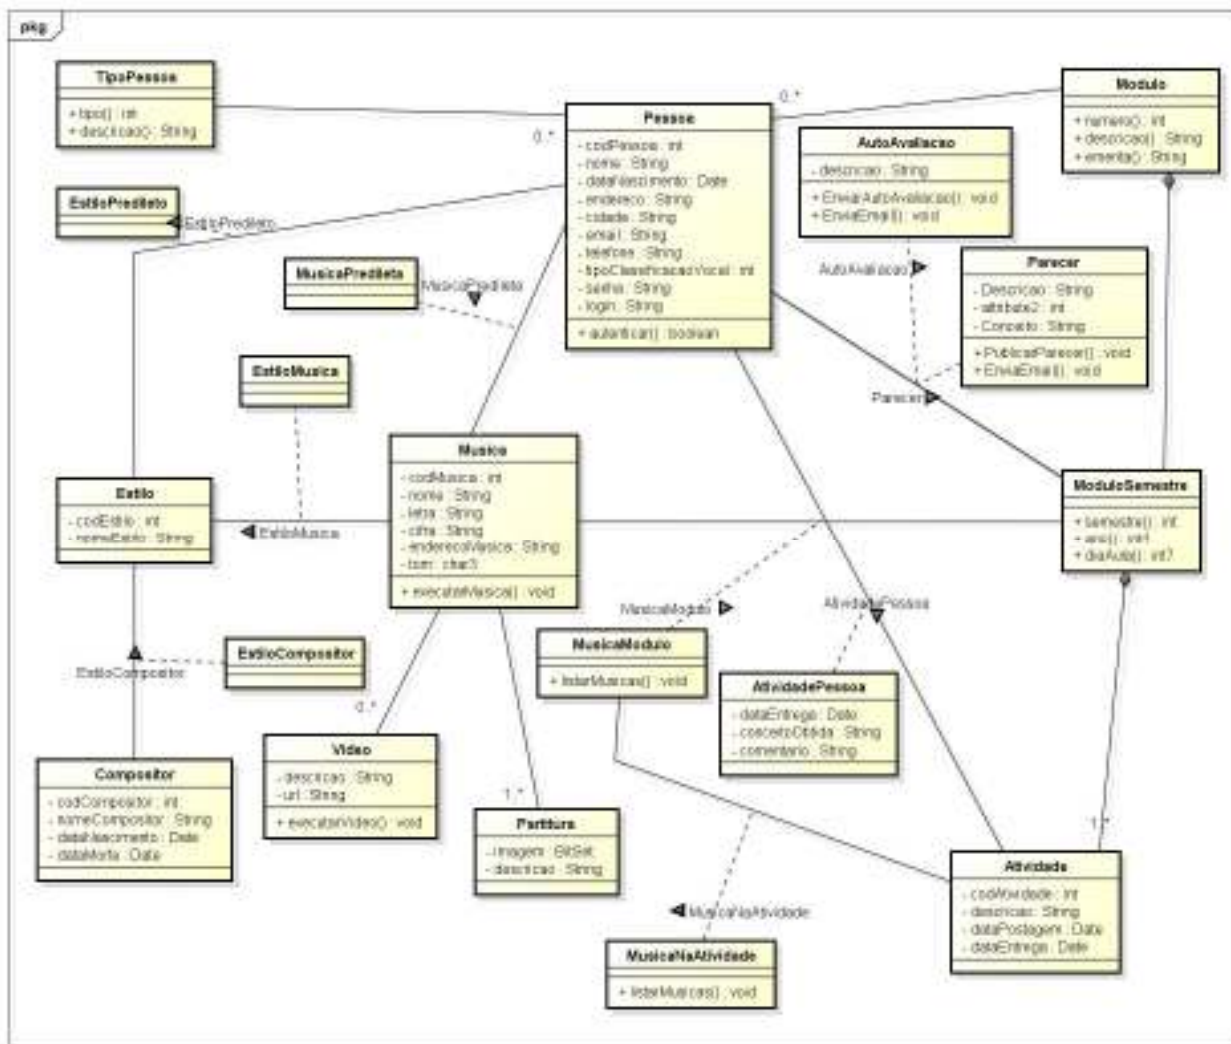 pkg
TipoPessoa
+ tipo() : int
+ descricao() : String
Pessoa
- codPessoa : int
- nome : String
- dataNascimento : Date
- endereco : String
- cidade : String
- email : String
- telefone : String
- tipoClassificacaoVocal : int
- senha : String
- login : String
+ autenticar() : boolean
0..*
0..*
Modulo
+ numero() : int
+ descricao() : String
+ ementa() : String
AutoAvaliacao
- descricao : String
+ EnviarAutoAvaliacao() : void
+ EnviaEmail() : void
EstiloPredileto
EstiloPredileto
MusicaPredileta
MusicaPredileta
AutoAvaliacao
Parecer
- Descricao : String
- attribute2 : int
- Conceito : String
+ PublicarParecer() : void
+ EnviaEmail() : void
Parecer
EstiloMusica
Estilo
- codEstilo : int
- nomeEstilo : String
EstiloMusica
Musica
- codMusica : int
- nome : String
- letra : String
- cifra : String
- enderecoMusica : String
- tom : char3
+ executarMusica() : void
ModuloSemestre
+ semestre() : int
+ diaAula() : int7
MusicaModulo
AtividadePessoa
EstiloCompositor
EstiloCompositor
MusicaModulo
+ listarMusicas() : void
AtividadePessoa
- dataEntrega : Date
- conceitoObtido : String
- comentario : String
0..*
Video
- descricao : String
- url : String
+ executarVideo() : void
Compositor
- codCompositor : int
- nomeCompositor : String
- dataNascimento : Date
- dataMorte : Date
1..*
Partitura
- imagem : BitSet
- descricao : String
1..*
Atividade
- codAtividade : int
- descricao : String
- dataPostagem : Date
- dataEntrega : Date
MusicaNaAtividade
MusicaNaAtividade
+ listarMusicas() : void